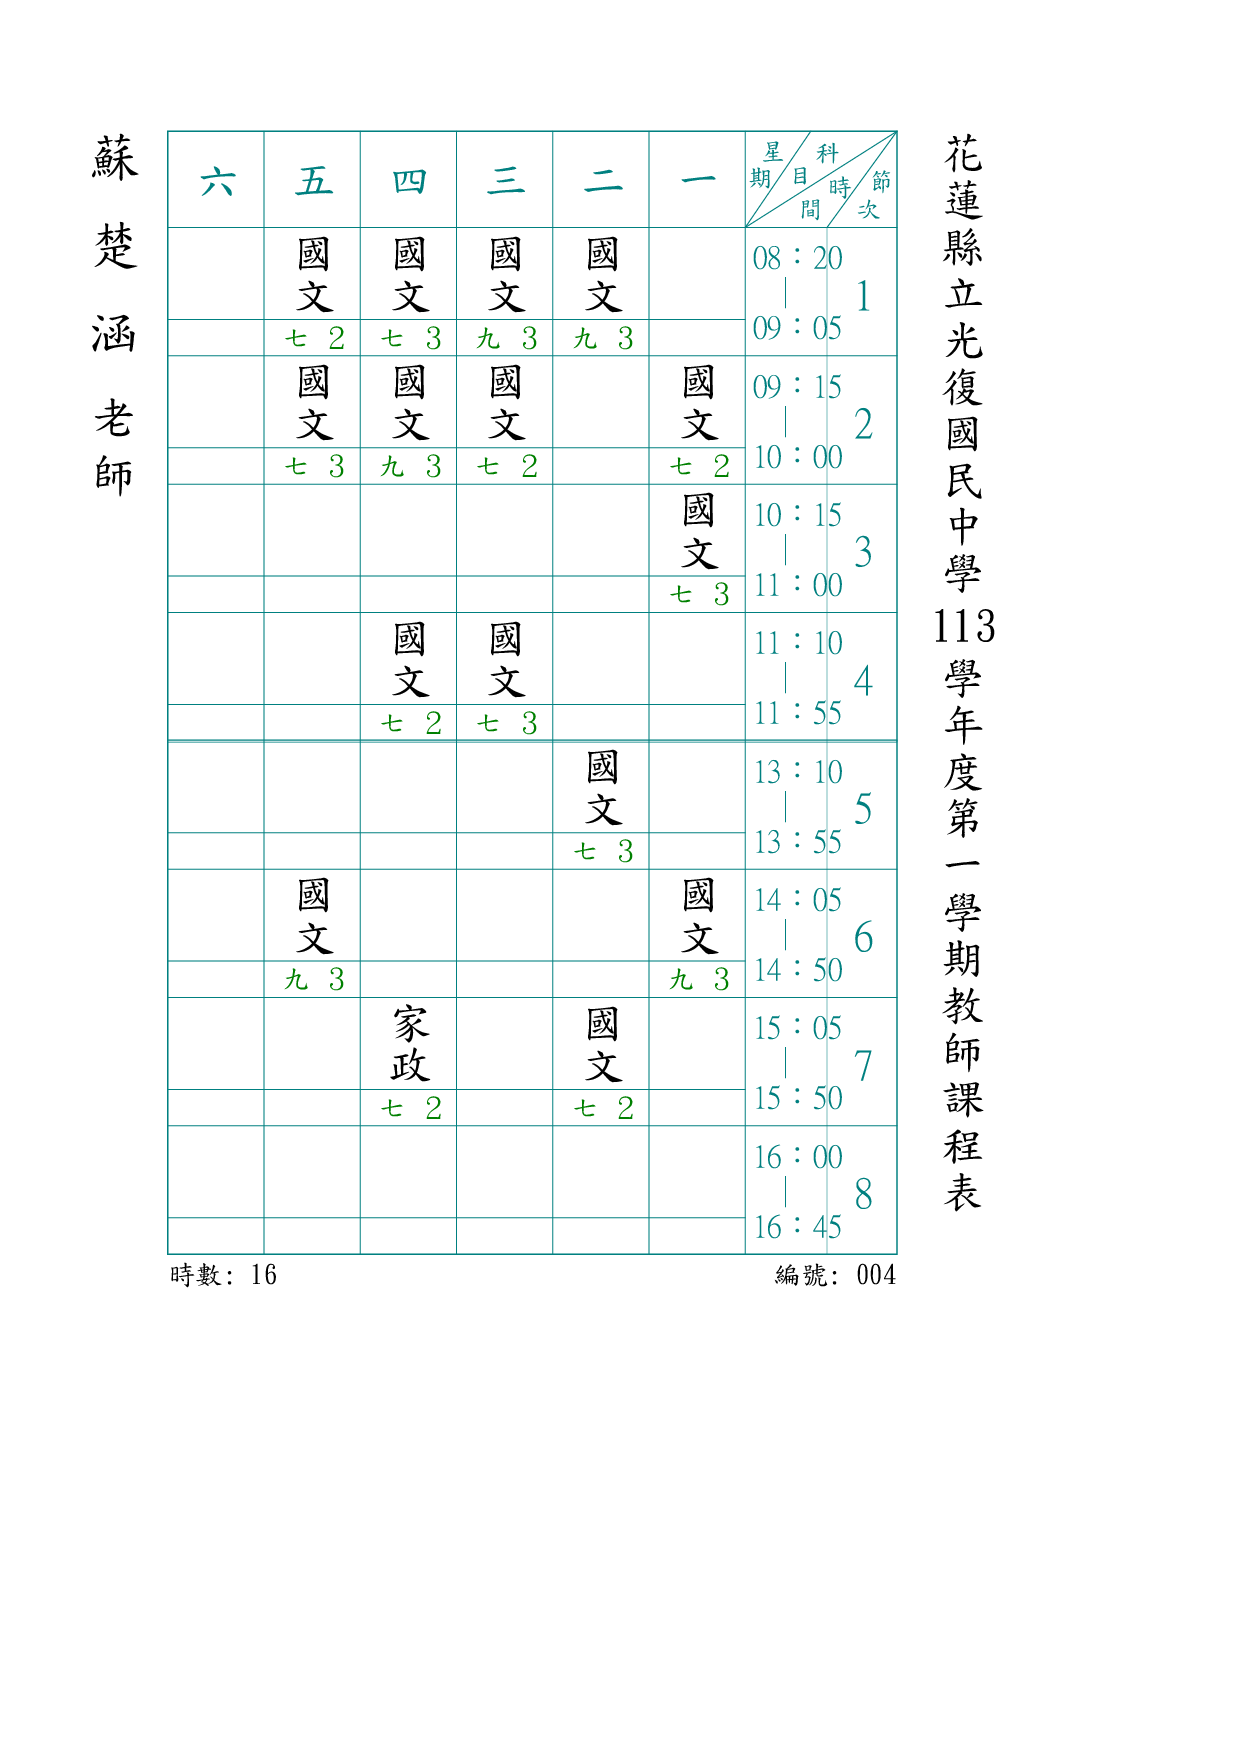 花蓮縣立光復國民中學113學年度第一學期教師課程表
蘇楚涵老師
六 五 四 三 二 一 星期 科目 時間 節次
國文 國文 國文 國文 08：20｜09：05 1
七 2 七 3 九 3 九 3
國文 國文 國文 國文 09：15｜10：00 2
七 3 九 3 七 2 七 2
國文 10：15｜11：00 3
七 3
國文 國文 11：10｜11：55 4
七 2 七 3
國文 13：10｜13：55 5
七 3
國文 國文 14：05｜14：50 6
九 3 九 3
家政 國文 15：05｜15：50 7
七 2 七 2
16：00｜16：45 8
時數: 16 編號: 004